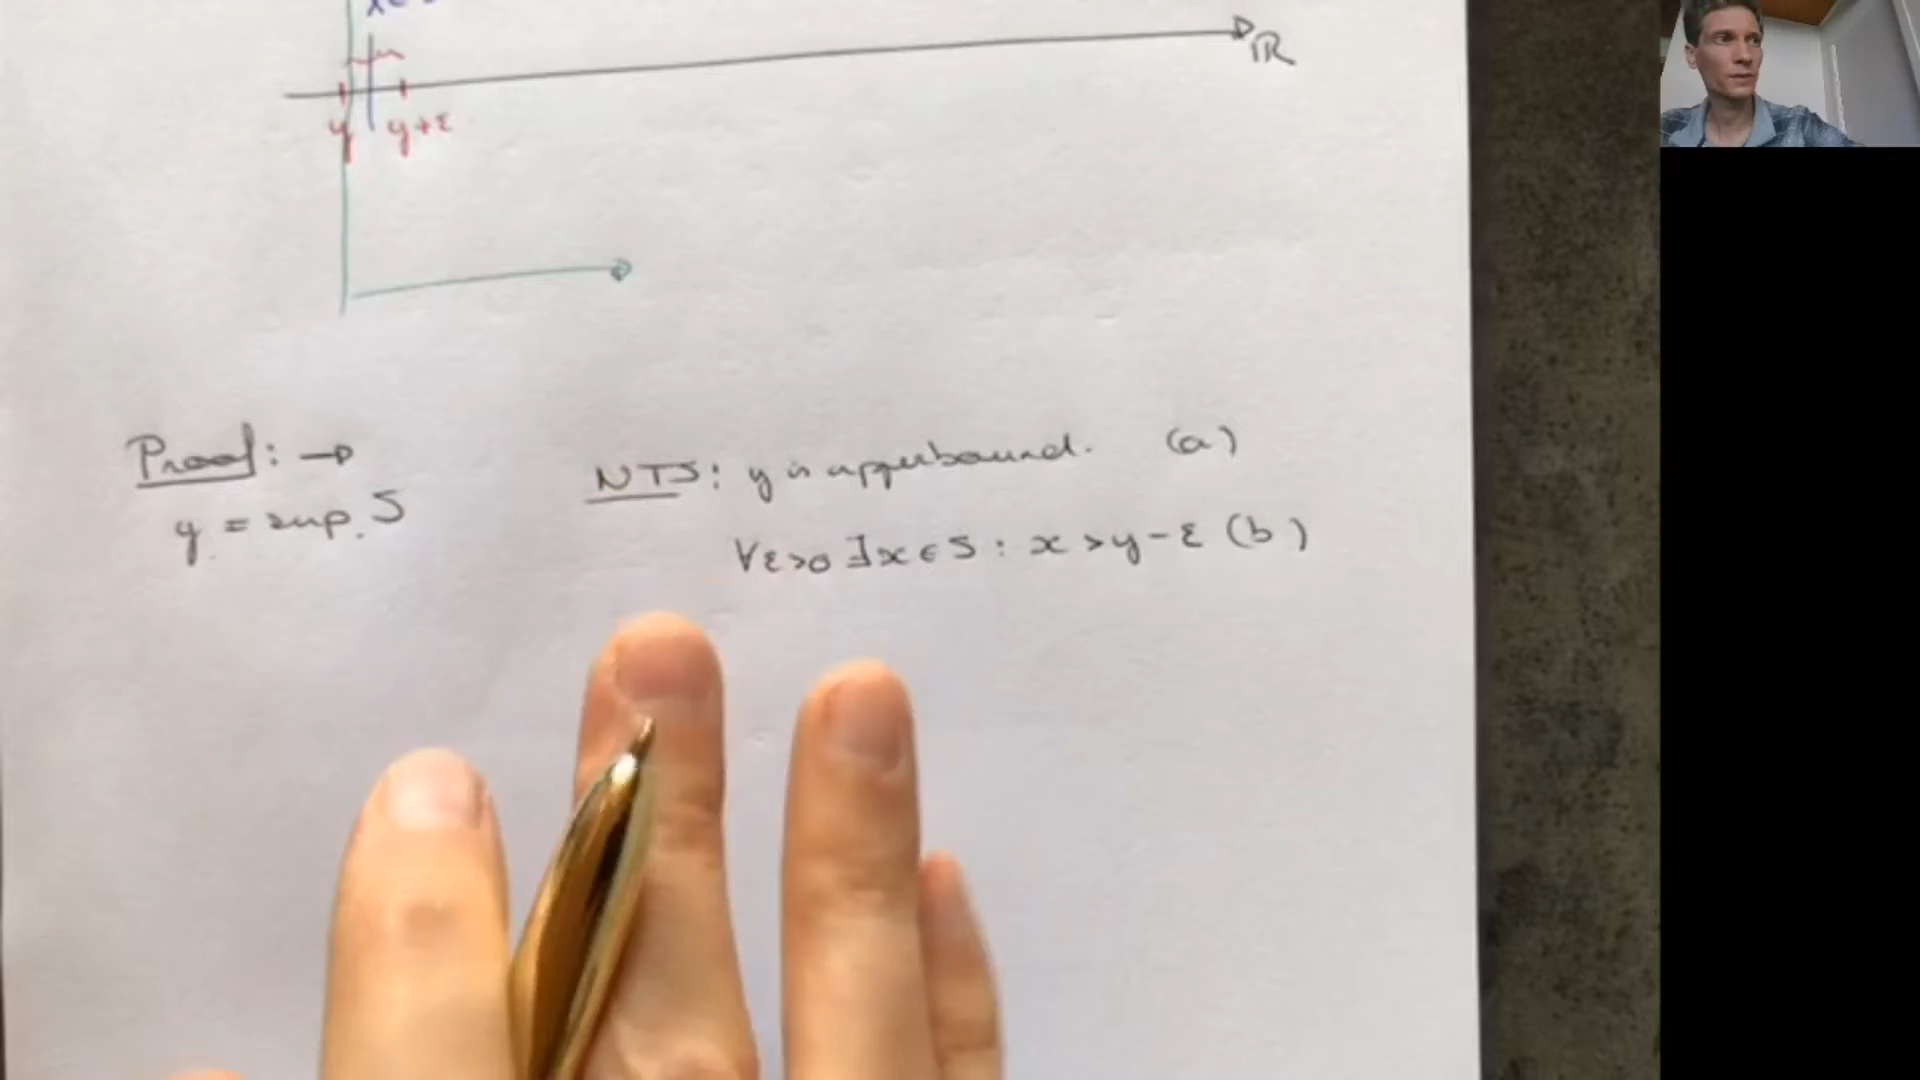 ℝ
y y+ε
Proof: → NTS: y is upperbound. (a)
y = sup. S
∀ε>0 ∃x∈S : x>y-ε (b)